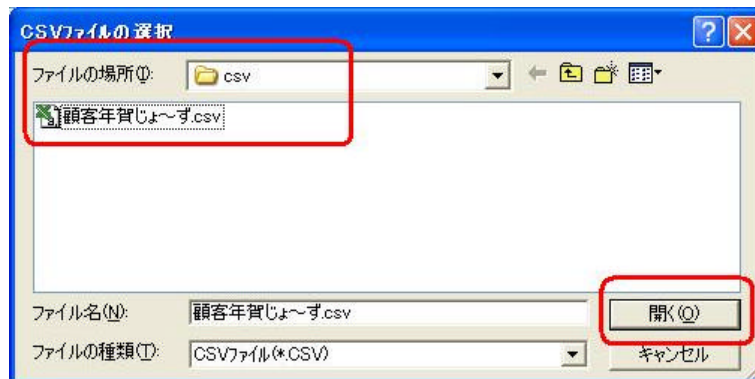 CSVファイルの選択
ファイルの場所(I):
csv
顧客年賀じょ～ず.csv
ファイル名(N):
顧客年賀じょ～ず.csv
開く(O)
ファイルの種類(T):
CSVファイル(*.CSV)
キャンセル